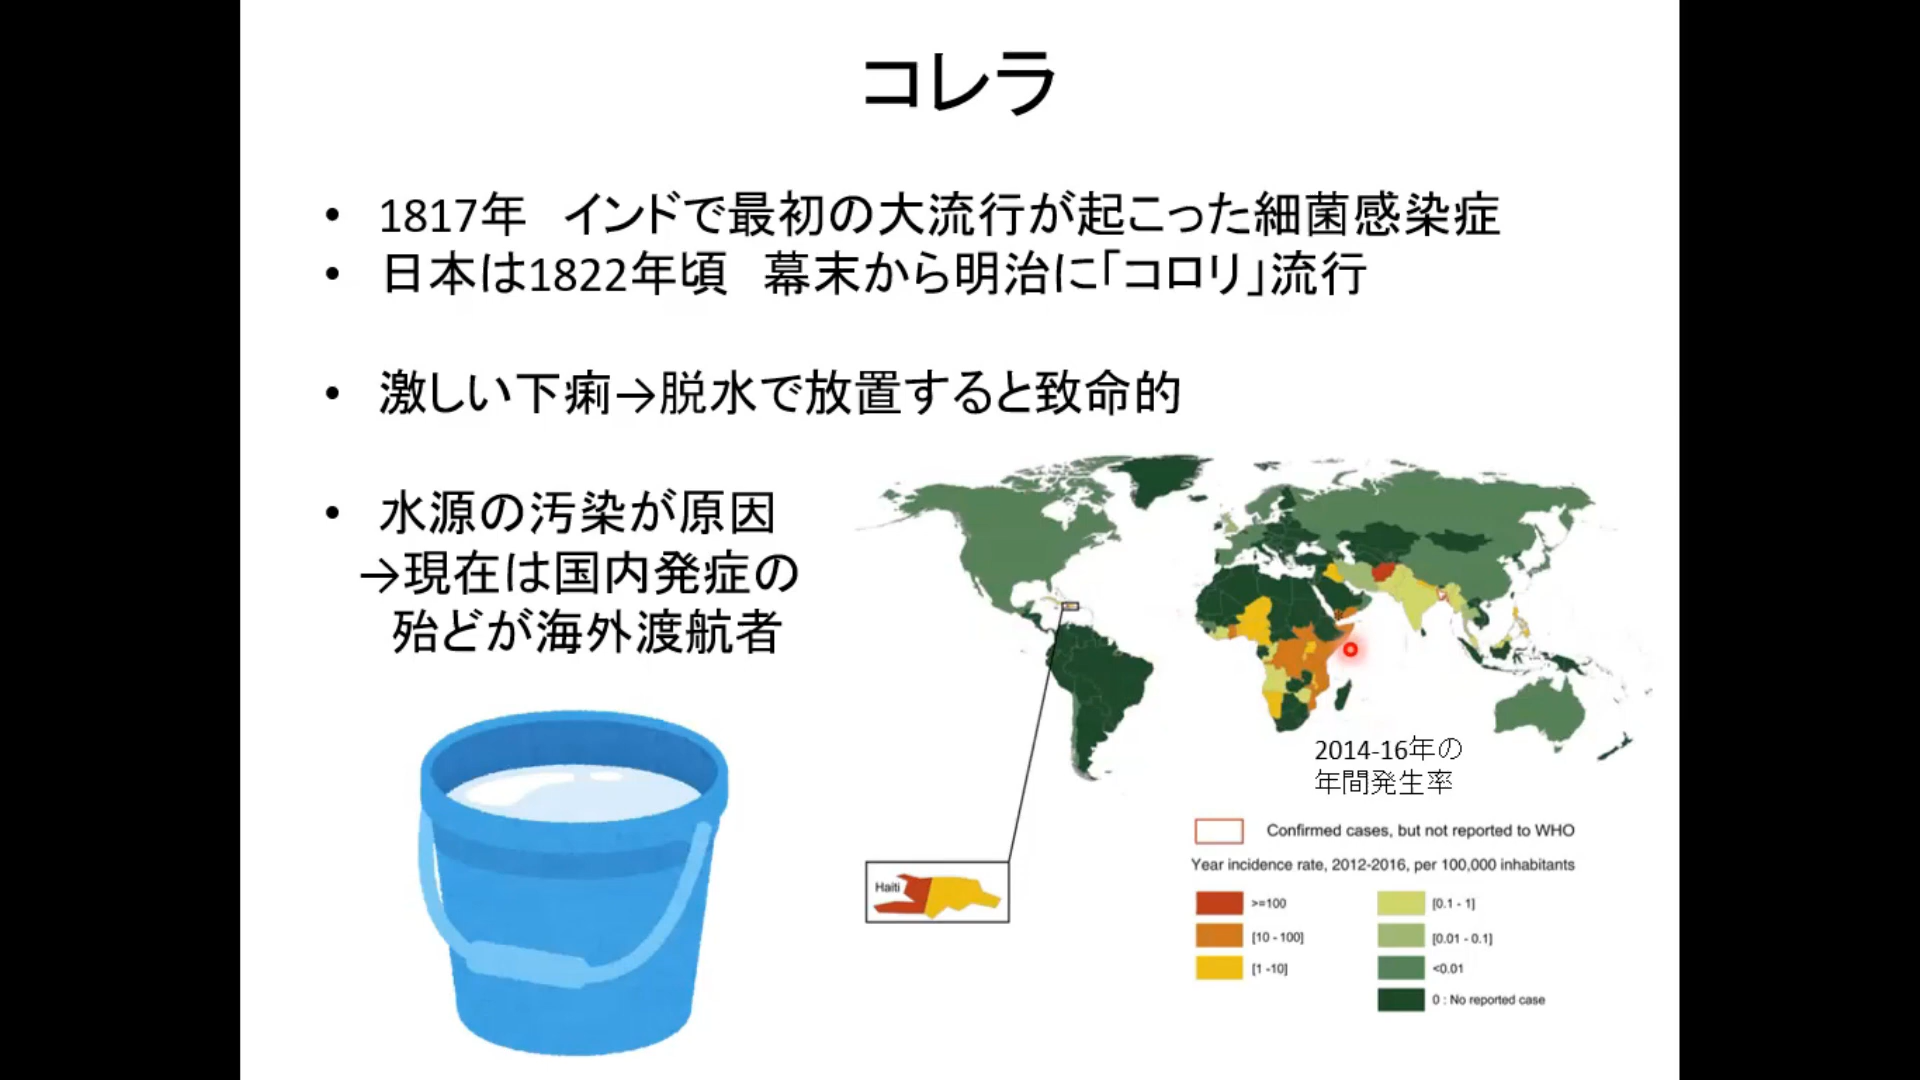 コレラ
• 1817年　インドで最初の大流行が起こった細菌感染症
• 日本は1822年頃　幕末から明治に「コロリ」流行
• 激しい下痢→脱水で放置すると致命的
• 水源の汚染が原因
→現在は国内発症の
殆どが海外渡航者
2014-16年の
年間発生率
Confirmed cases, but not reported to WHO
Year incidence rate, 2012-2016, per 100,000 inhabitants
Haiti
>=100
[10 - 100]
[1 -10]
[0.1 - 1]
[0.01 - 0.1]
<0.01
0 : No reported case